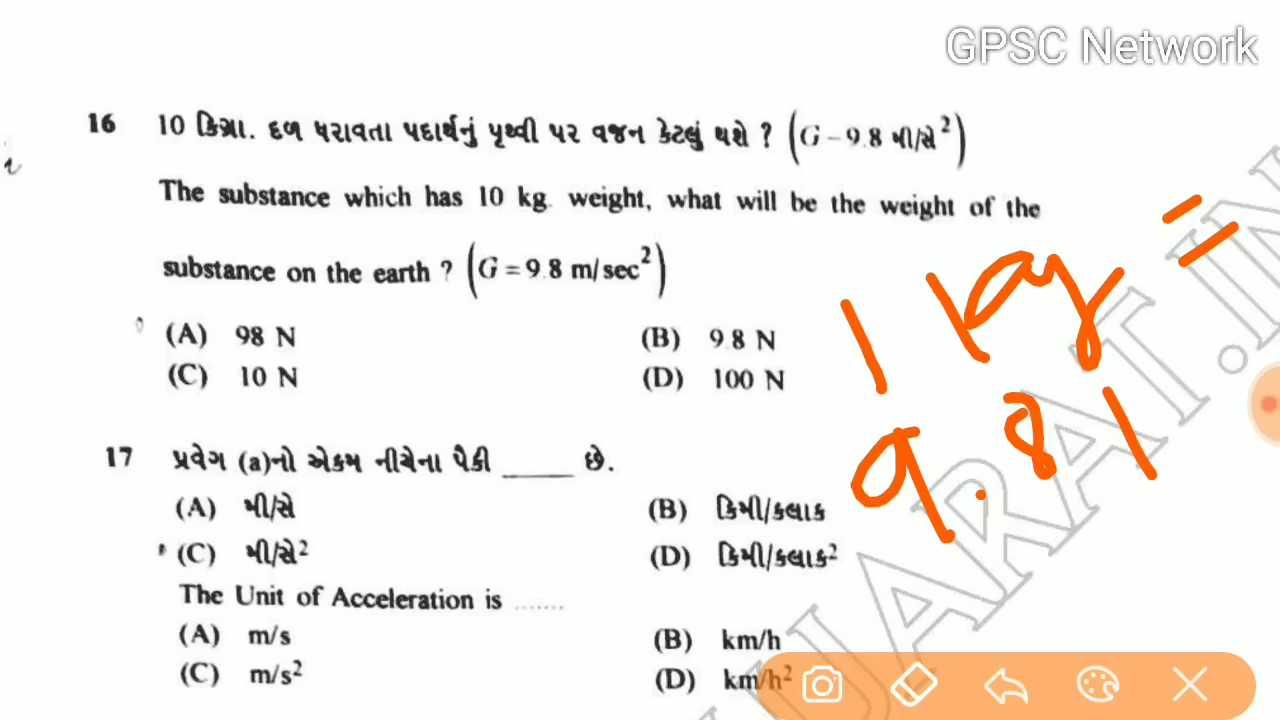 GPSC Network
16 10 કિગ્રા. દળ ધરાવતા પદાર્થનું પૃથ્વી પર વજન કેટલું થશે ? (G – 9.8 મી/સે²)
The substance which has 10 kg. weight, what will be the weight of the
substance on the earth ? (G = 9.8 m/sec²)
(A) 98 N (B) 9.8 N
(C) 10 N (D) 100 N
1 kg =
9.81
17 પ્રવેગ (a)નો એકમ નીચેના પૈકી _____ છે.
(A) મી/સે (B) કિમી/કલાક
(C) મી/સે² (D) કિમી/કલાક²
The Unit of Acceleration is .......
(A) m/s (B) km/h
(C) m/s² (D) km/h²
UJARAT.IN